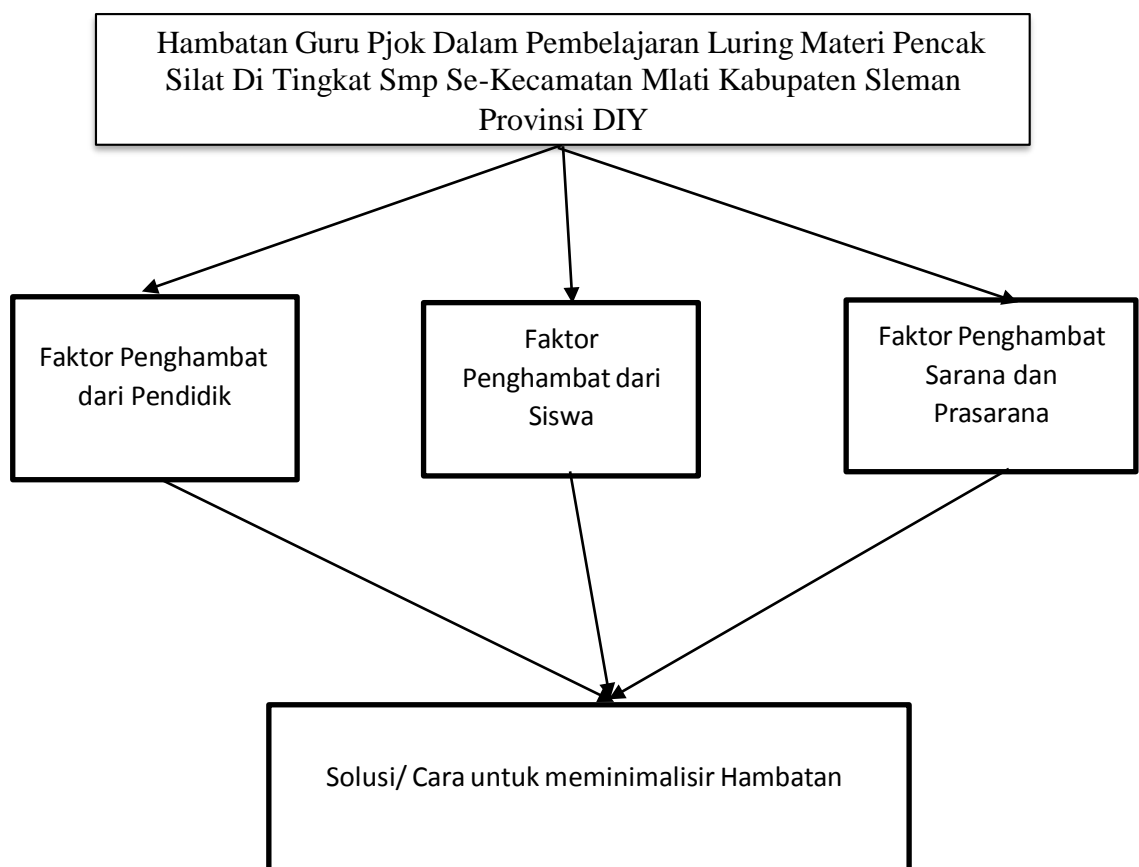 Hambatan Guru Pjok Dalam Pembelajaran Luring Materi Pencak
Silat Di Tingkat Smp Se-Kecamatan Mlati Kabupaten Sleman
Provinsi DIY
Faktor Penghambat
dari Pendidik
Faktor
Penghambat dari
Siswa
Faktor Penghambat
Sarana dan
Prasarana
Solusi/ Cara untuk meminimalisir Hambatan